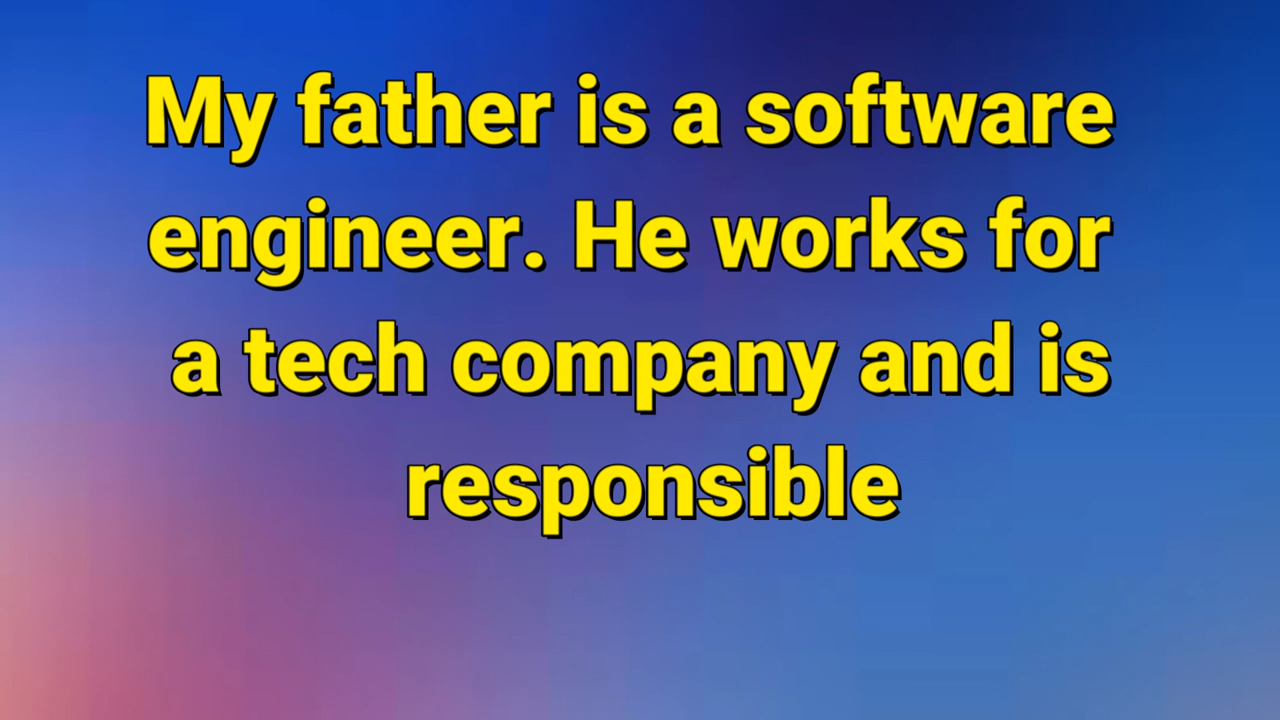 My father is a software
engineer. He works for
a tech company and is
responsible